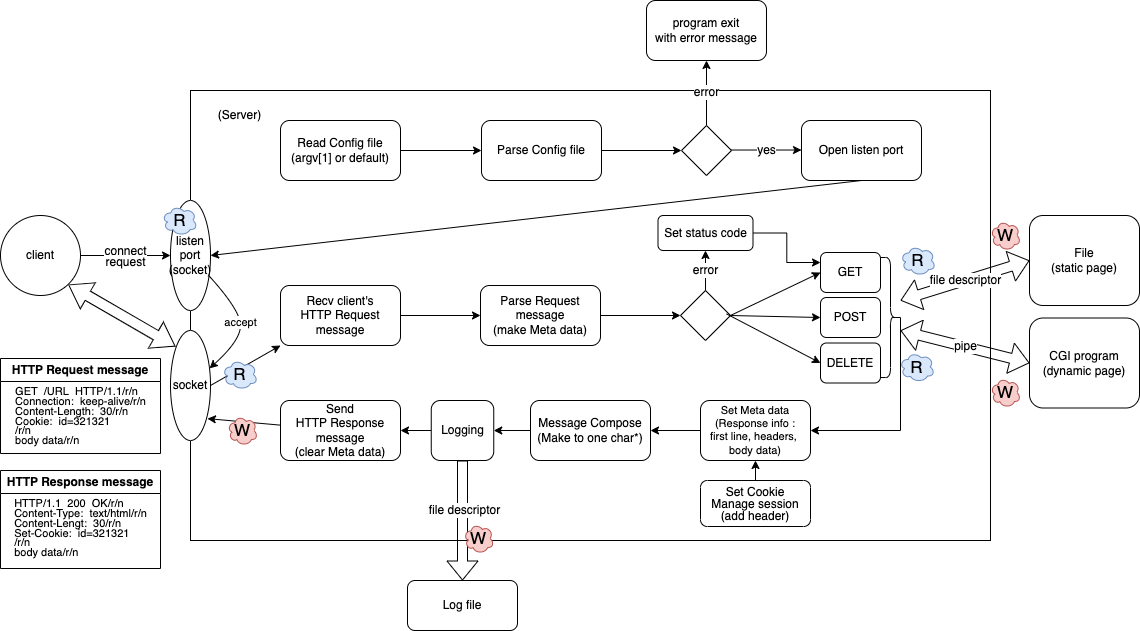 program exit
with error message
error
(Server)
Read Config file
(argv[1] or default)
Parse Config file
yes
Open listen port
R
listen
port
(socket)
client
connect
request
accept
socket
R
Recv client's
HTTP Request
message
Parse Request
message
(make Meta data)
Set status code
error
GET
POST
DELETE
R
file descriptor
W
File
(static page)
pipe
R
W
CGI program
(dynamic page)
HTTP Request message
GET /URL HTTP/1.1/r/n
Connection: keep-alive/r/n
Content-Length: 30/r/n
Cookie: id=321321
/r/n
body data/r/n
W
Send
HTTP Response
message
(clear Meta data)
Logging
Message Compose
(Make to one char*)
Set Meta data
(Response info :
first line, headers,
body data)
Set Cookie
Manage session
(add header)
HTTP Response message
HTTP/1.1 200 OK/r/n
Content-Type: text/html/r/n
Content-Lengt: 30/r/n
Set-Cookie: id=321321
/r/n
body data/r/n
file descriptor
W
Log file